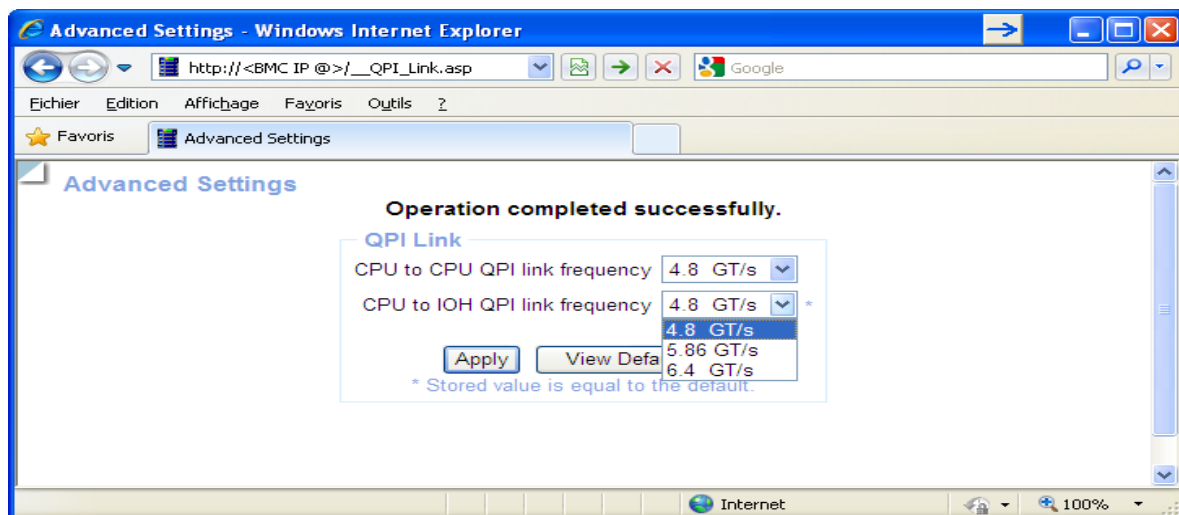 Advanced Settings - Windows Internet Explorer
http://<BMC IP @>/__QPI_Link.asp
Google
Eichier Edition Affichage Favoris Outils ?
Favoris
Advanced Settings
Advanced Settings
Operation completed successfully.
QPI Link
CPU to CPU QPI link frequency 4.8 GT/s
CPU to IOH QPI link frequency 4.8 GT/s *
4.8 GT/s
5.86 GT/s
6.4 GT/s
Apply View Defa
* Stored value is equal to the default.
Internet 100%